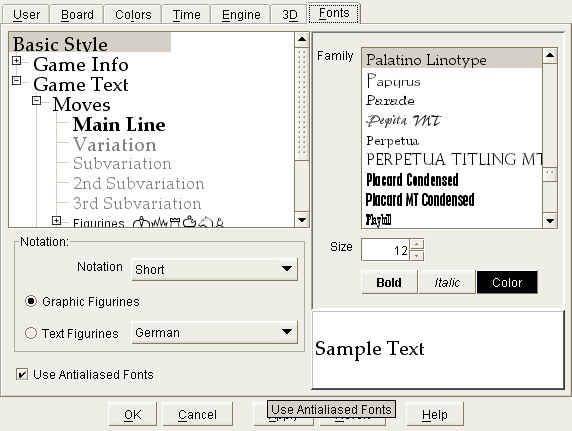 User Board Colors Time Engine 3D Fonts
Basic Style
Game Info
Game Text
Moves
Main Line
Variation
Subvariation
2nd Subvariation
3rd Subvariation
Figurines
Family
Palatino Linotype
Papyrus
Parade
Pepita MT
Perpetua
PERPETUA TITLING MT
Placard Condensed
Placard MT Condensed
Playbill
Size 12
Bold Italic Color
Notation:
Notation Short
Graphic Figurines
Text Figurines German
Use Antialiased Fonts
Sample Text
Use Antialiased Fonts
OK Cancel Help